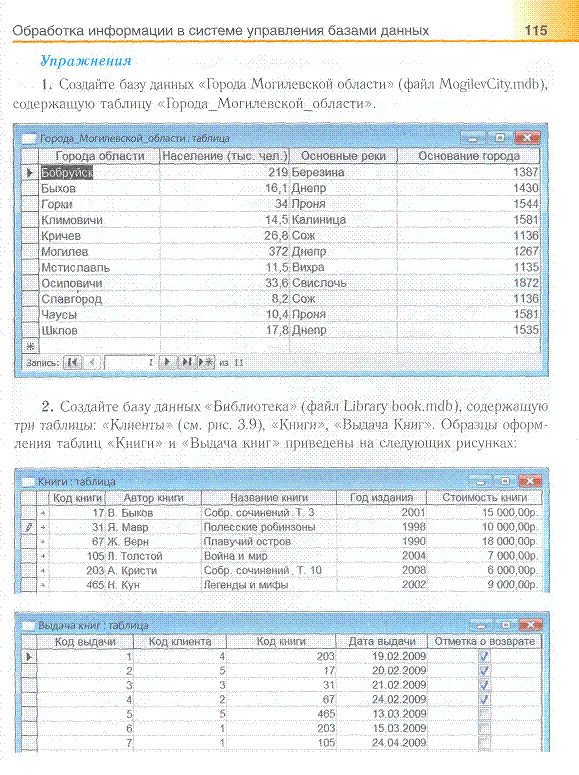 Обработка информации в системе управления базами данных 115
Упражнения
1. Создайте базу данных «Города Могилевской области» (файл MogilevCity.mdb),
содержащую таблицу «Города_Могилевской_области».
Города_Могилевской_области : таблица
Города области Население (тыс. чел.) Основные реки Основание города
Бобруйск 219 Березина 1387
Быхов 16,1 Днепр 1430
Горки 34 Проня 1544
Климовичи 14,5 Калиница 1581
Кричев 26,8 Сож 1136
Могилев 372 Днепр 1267
Мстиславль 11,5 Вихра 1135
Осиповичи 33,6 Свислочь 1872
Славгород 8,2 Сож 1136
Чаусы 10,4 Проня 1581
Шклов 17,8 Днепр 1535
Запись: 1 из 11
2. Создайте базу данных «Библиотека» (файл Library book.mdb), содержащую
три таблицы: «Клиенты» (см. рис. 3.9), «Книги», «Выдача Книг». Образцы оформ-
ления таблиц «Книги» и «Выдача книг» приведены на следующих рисунках:
Книги : таблица
Код книги Автор книги Название книги Год издания Стоимость книги
+ 17 В. Быков Собр. сочинений. Т. 3 2001 15 000,00р.
+ 31 Я. Мавр Полесские робинзоны 1998 10 000,00р.
+ 67 Ж. Верн Плавучий остров 1990 18 000,00р.
+ 105 Л. Толстой Война и мир 2004 7 000,00р.
+ 203 А. Кристи Собр. сочинений. Т. 10 2008 6 000,00р.
+ 465 Н. Кун Легенды и мифы 2002 9 000,00р.
Выдача книг : таблица
Код выдачи Код клиента Код книги Дата выдачи Отметка о возврате
1 4 203 19.02.2009
2 5 17 20.02.2009
3 3 31 21.02.2009
4 2 67 24.02.2009
5 5 465 13.03.2009
6 1 203 15.03.2009
7 1 105 24.04.2009